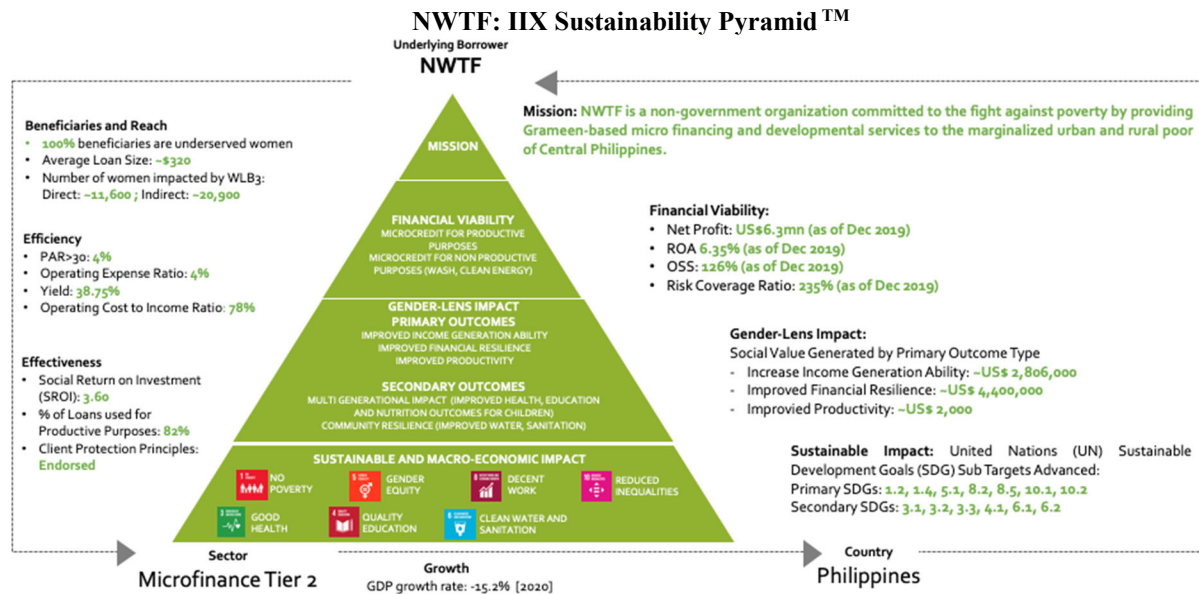 NWTF: IIX Sustainability Pyramid™
Underlying Borrower
NWTF
Beneficiaries and Reach
• 100% beneficiaries are underserved women
• Average Loan Size: ~$320
• Number of women impacted by WLB3:
Direct: ~11,600 ; Indirect: ~20,900
Efficiency
• PAR>30: 4%
• Operating Expense Ratio: 4%
• Yield: 38.75%
• Operating Cost to Income Ratio: 78%
Effectiveness
• Social Return on Investment
(SROI): 3.60
• % of Loans used for
Productive Purposes: 82%
• Client Protection Principles:
Endorsed
MISSION
FINANCIAL VIABILITY
MICROCREDIT FOR PRODUCTIVE
PURPOSES
MICROCREDIT FOR NON PRODUCTIVE
PURPOSES (WASH, CLEAN ENERGY)
GENDER-LENS IMPACT
PRIMARY OUTCOMES
IMPROVED INCOME GENERATION ABILITY
IMPROVED FINANCIAL RESILIENCE
IMPROVED PRODUCTIVITY
SECONDARY OUTCOMES
MULTI GENERATIONAL IMPACT (IMPROVED HEALTH, EDUCATION
AND NUTRITION OUTCOMES FOR CHILDREN)
COMMUNITY RESILIENCE (IMPROVED WATER, SANITATION)
SUSTAINABLE AND MACRO-ECONOMIC IMPACT
1
NO
POVERTY
5
GENDER
EQUITY
8
DECENT
WORK
10
REDUCED
INEQUALITIES
3
GOOD
HEALTH
4
QUALITY
EDUCATION
6
CLEAN WATER AND
SANITATION
Mission: NWTF is a non-government organization committed to the fight against poverty by providing
Grameen-based micro financing and developmental services to the marginalized urban and rural poor
of Central Philippines.
Financial Viability:
• Net Profit: US$6.3mn (as of Dec 2019)
• ROA 6.35% (as of Dec 2019)
• OSS: 126% (as of Dec 2019)
• Risk Coverage Ratio: 235% (as of Dec 2019)
Gender-Lens Impact:
Social Value Generated by Primary Outcome Type
- Increase Income Generation Ability: ~US$ 2,806,000
- Improved Financial Resilience: ~US$ 4,400,000
- Improvied Productivity: ~US$ 2,000
Sustainable Impact: United Nations (UN) Sustainable
Development Goals (SDG) Sub Targets Advanced:
Primary SDGs: 1.2, 1.4, 5.1, 8.2, 8.5, 10.1, 10.2
Secondary SDGs: 3.1, 3.2, 3.3, 4.1, 6.1, 6.2
Sector
Microfinance Tier 2
Growth
GDP growth rate: -15.2% [2020]
Country
Philippines